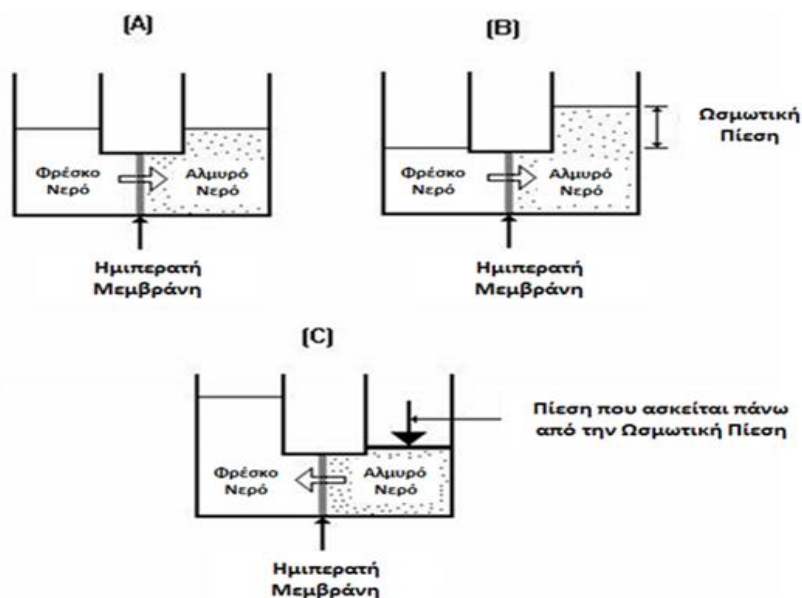 (A)
Φρέσκο
Νερό
Αλμυρό
Νερό
Ημιπερατή
Μεμβράνη
(B)
Ωσμωτική
Πίεση
Φρέσκο
Νερό
Αλμυρό
Νερό
Ημιπερατή
Μεμβράνη
(C)
Πίεση που ασκείται πάνω
από την Ωσμωτική Πίεση
Φρέσκο
Νερό
Αλμυρό
Νερό
Ημιπερατή
Μεμβράνη